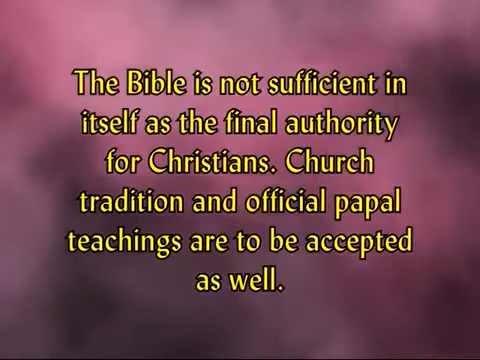 The Bible is not sufficient in
itself as the final authority
for Christians. Church
tradition and official papal
teachings are to be accepted
as well.